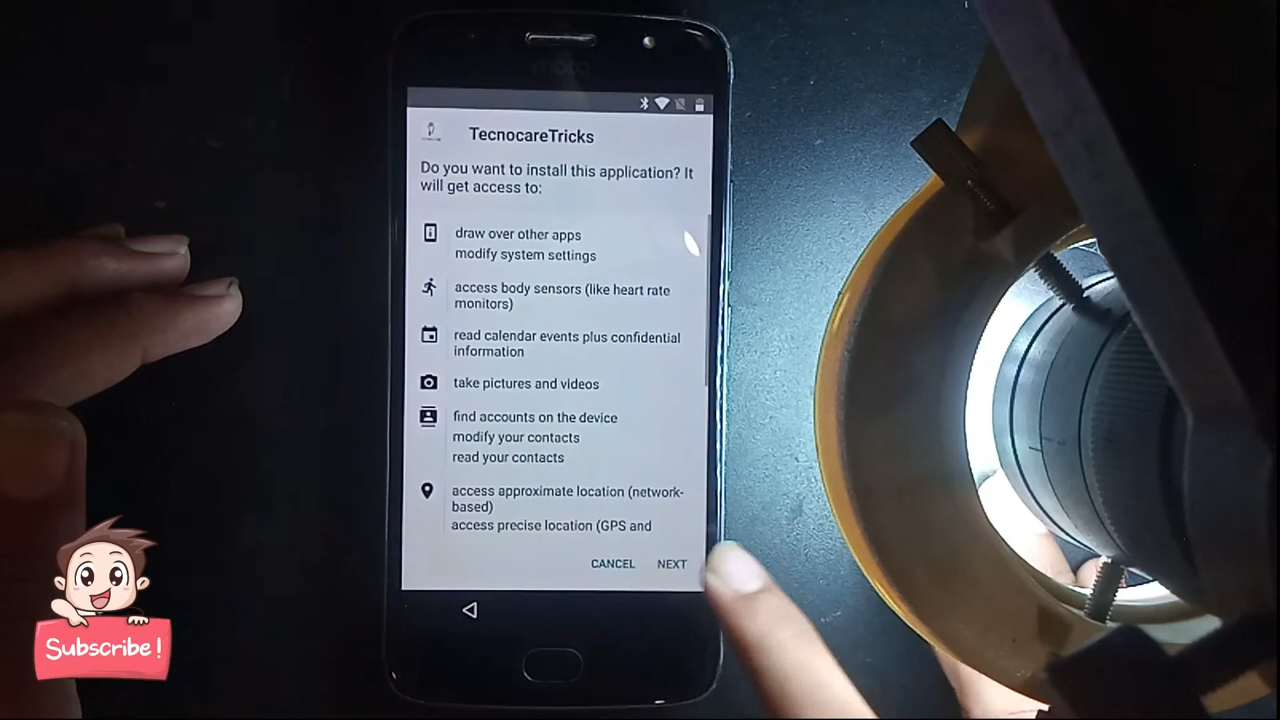 moto
TecnocareTricks
Do you want to install this application? It
will get access to:
draw over other apps
modify system settings
access body sensors (like heart rate
monitors)
read calendar events plus confidential
information
take pictures and videos
find accounts on the device
modify your contacts
read your contacts
access approximate location (network-
based)
access precise location (GPS and
CANCEL NEXT
Subscribe!